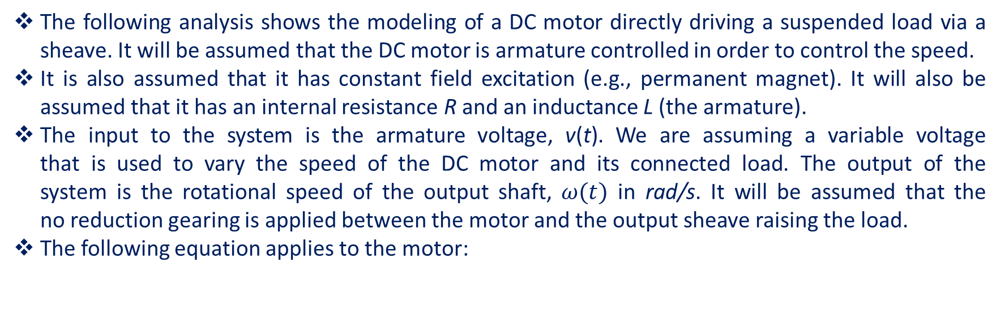 ❖ The following analysis shows the modeling of a DC motor directly driving a suspended load via a
sheave. It will be assumed that the DC motor is armature controlled in order to control the speed.
❖ It is also assumed that it has constant field excitation (e.g., permanent magnet). It will also be
assumed that it has an internal resistance R and an inductance L (the armature).
❖ The input to the system is the armature voltage, v(t). We are assuming a variable voltage
that is used to vary the speed of the DC motor and its connected load. The output of the
system is the rotational speed of the output shaft, ω(t) in rad/s. It will be assumed that the
no reduction gearing is applied between the motor and the output sheave raising the load.
❖ The following equation applies to the motor: